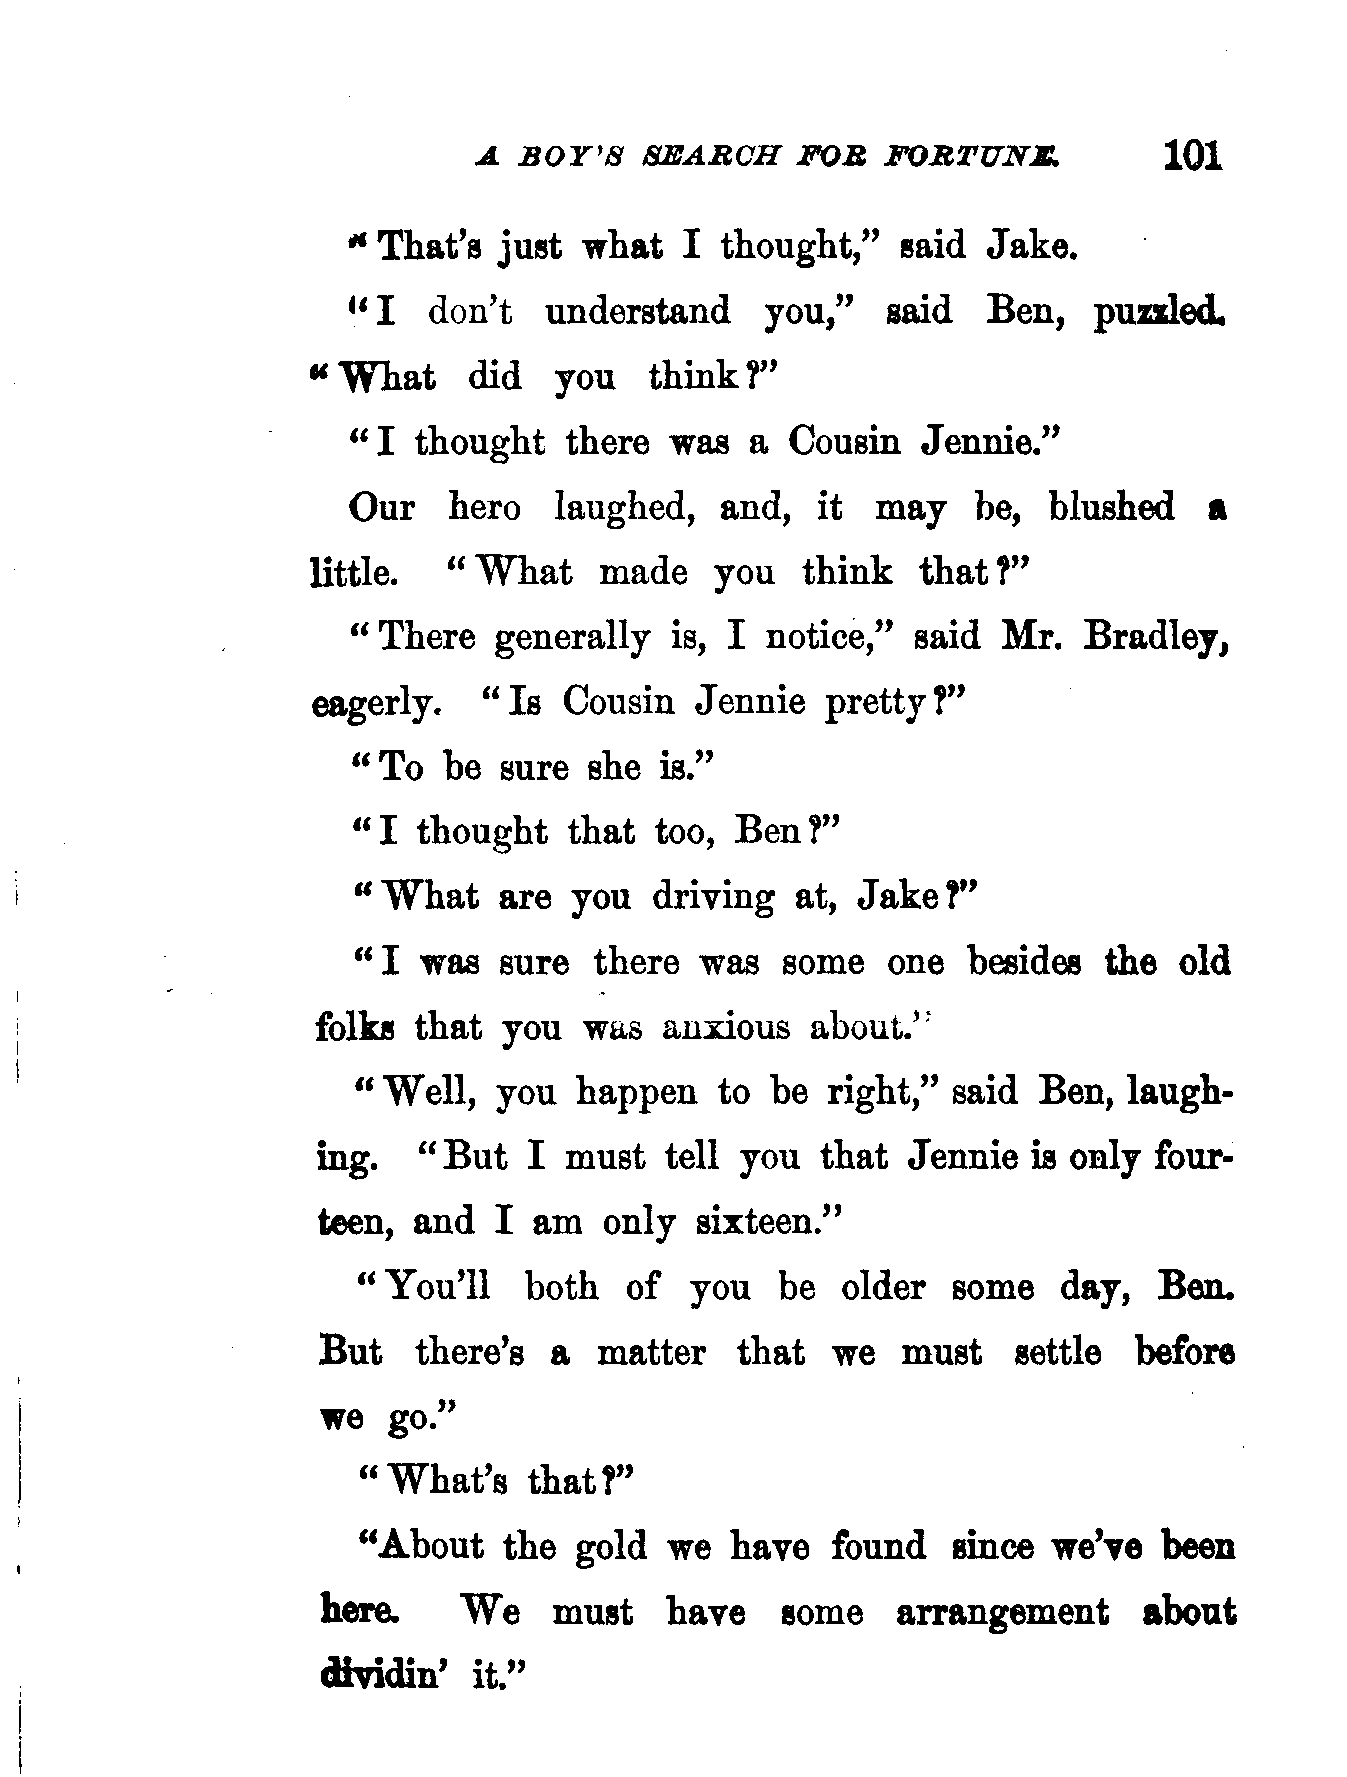 A BOY'S SEARCH FOR FORTUNE. 101
"That's just what I thought," said Jake.
"I don't understand you," said Ben, puzzled.
"What did you think?"
"I thought there was a Cousin Jennie."
Our hero laughed, and, it may be, blushed a
little. "What made you think that?"
"There generally is, I notice," said Mr. Bradley,
eagerly. "Is Cousin Jennie pretty?"
"To be sure she is."
"I thought that too, Ben?"
"What are you driving at, Jake?"
"I was sure there was some one besides the old
folks that you was anxious about."
"Well, you happen to be right," said Ben, laugh-
ing. "But I must tell you that Jennie is only four-
teen, and I am only sixteen."
"You'll both of you be older some day, Ben.
But there's a matter that we must settle before
we go."
"What's that?"
"About the gold we have found since we've been
here. We must have some arrangement about
dividin' it."